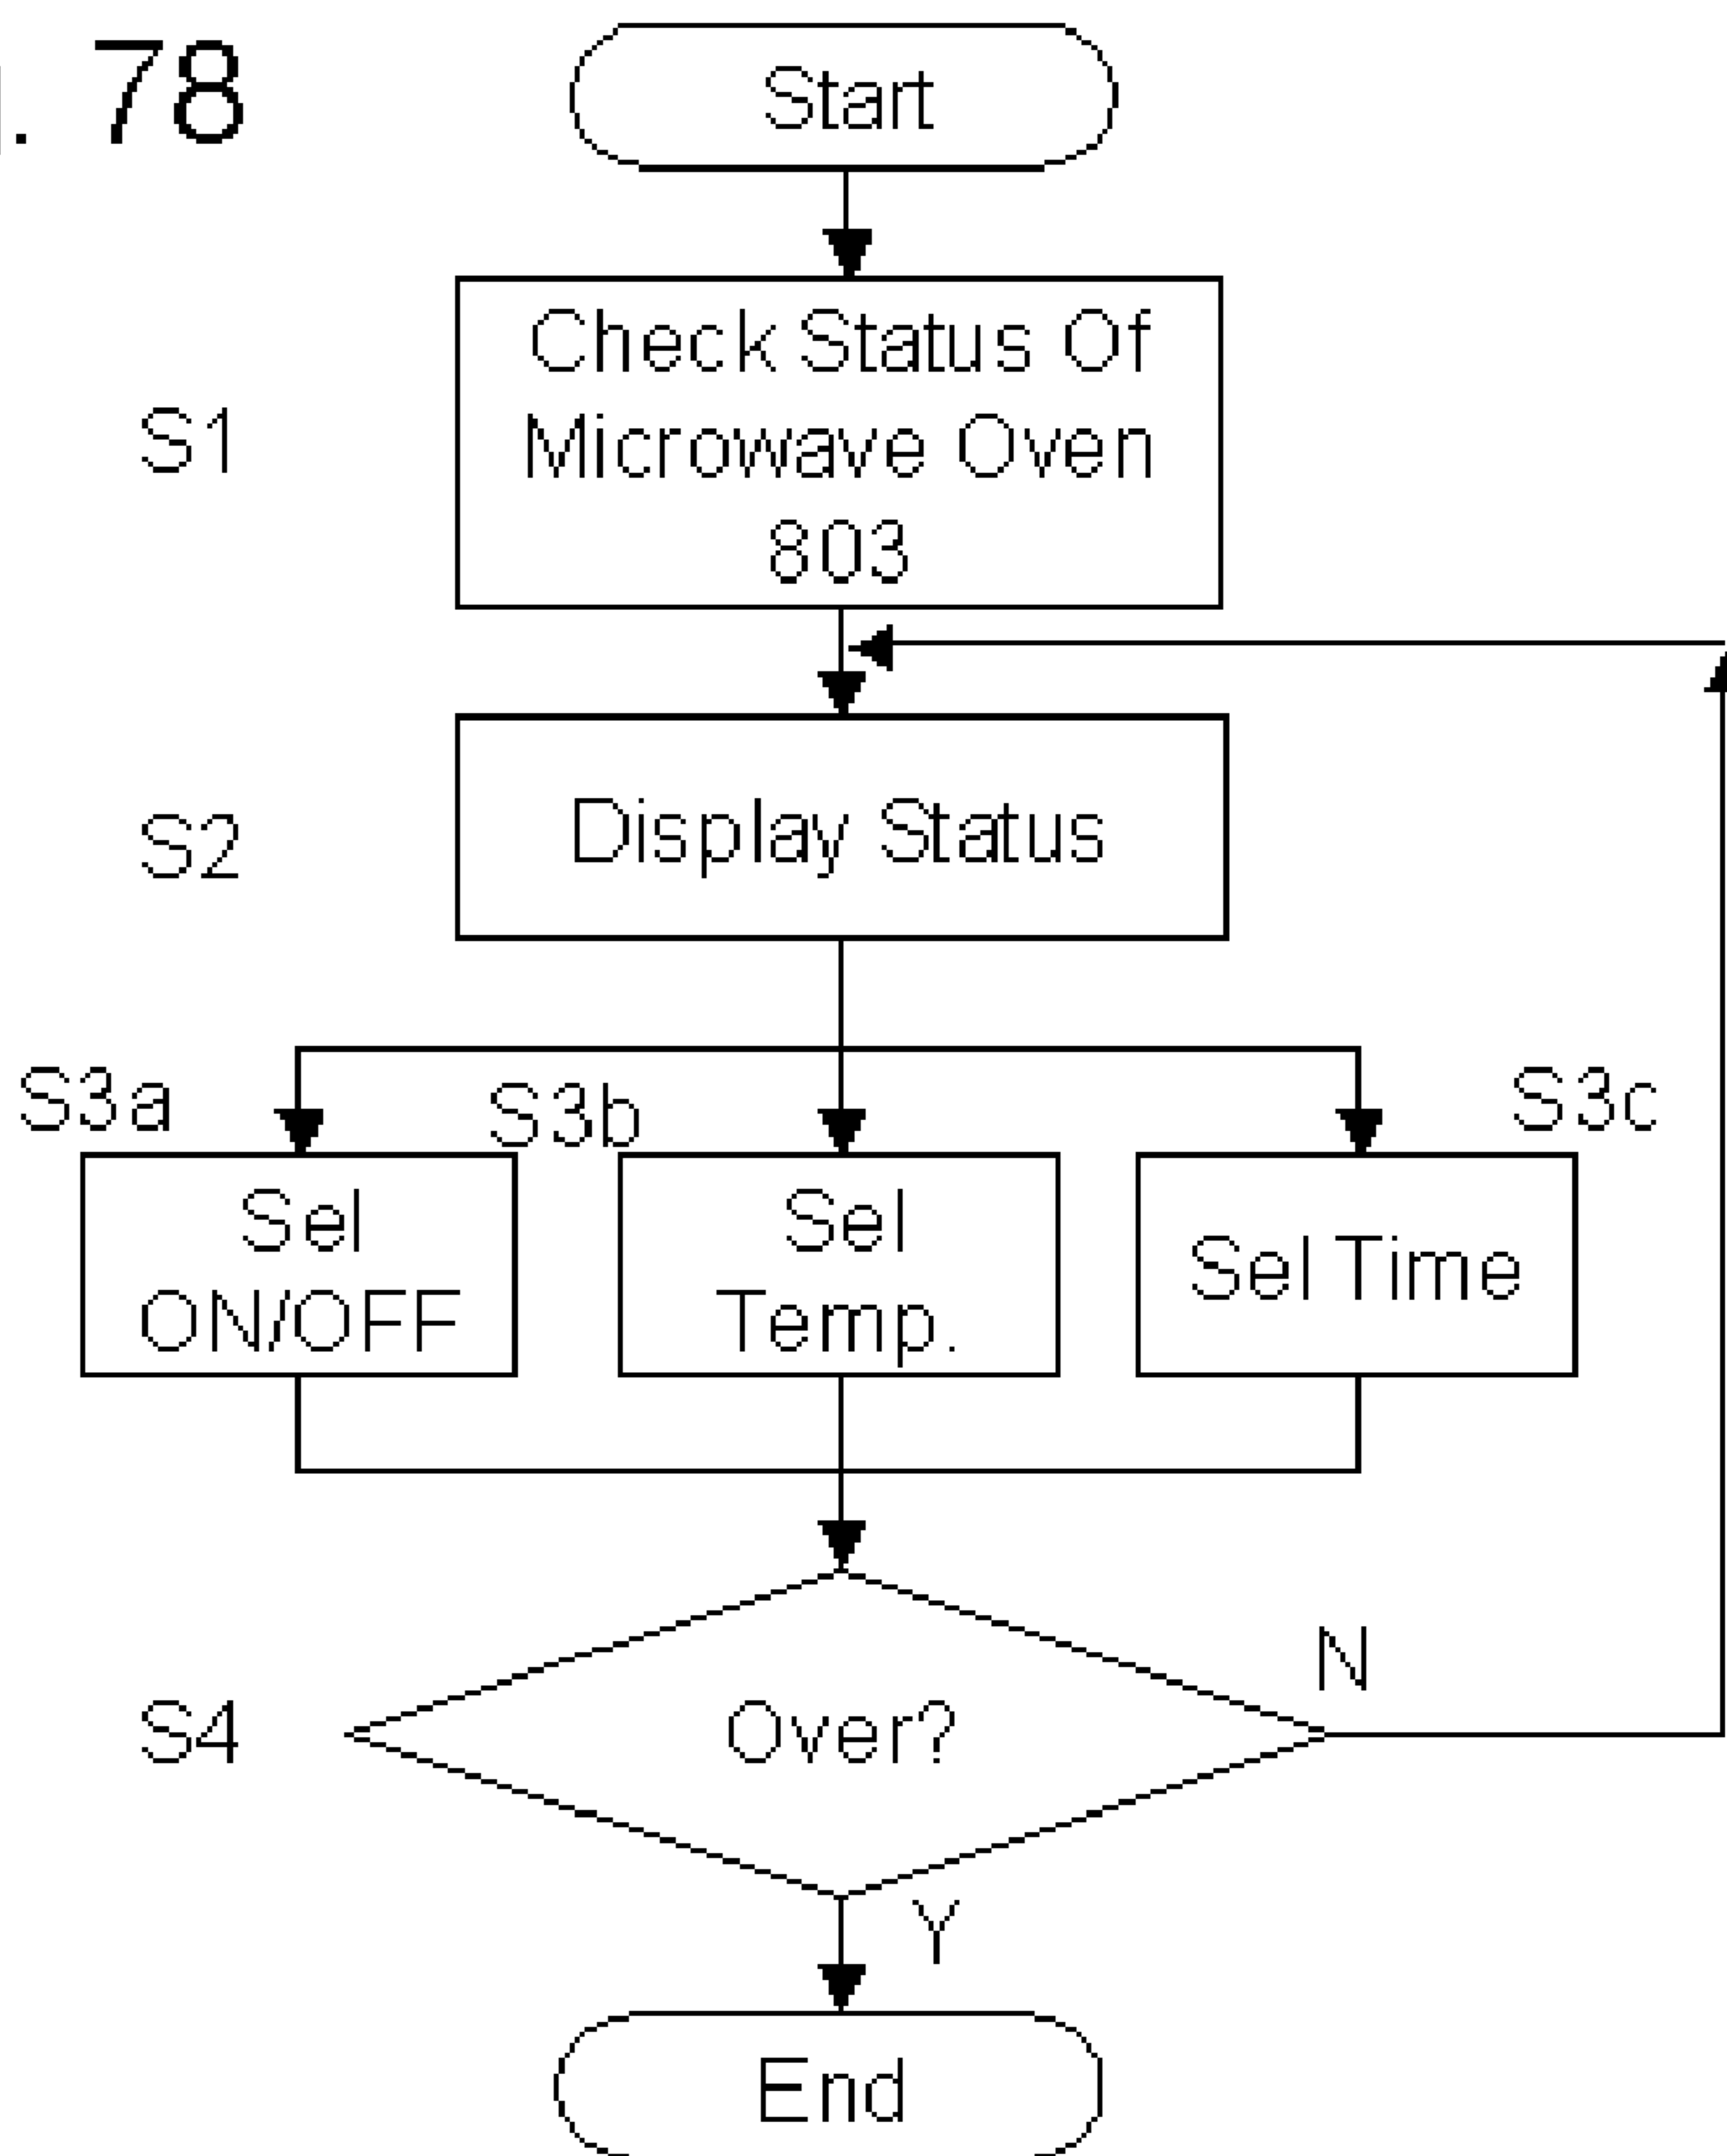 . 78
Start
Check Status Of
S1
Microwave Oven
803
S2
Display Status
S3a
S3b
S3c
Sel
ON/OFF
Sel
Temp.
Sel Time
N
S4
Over?
Y
End